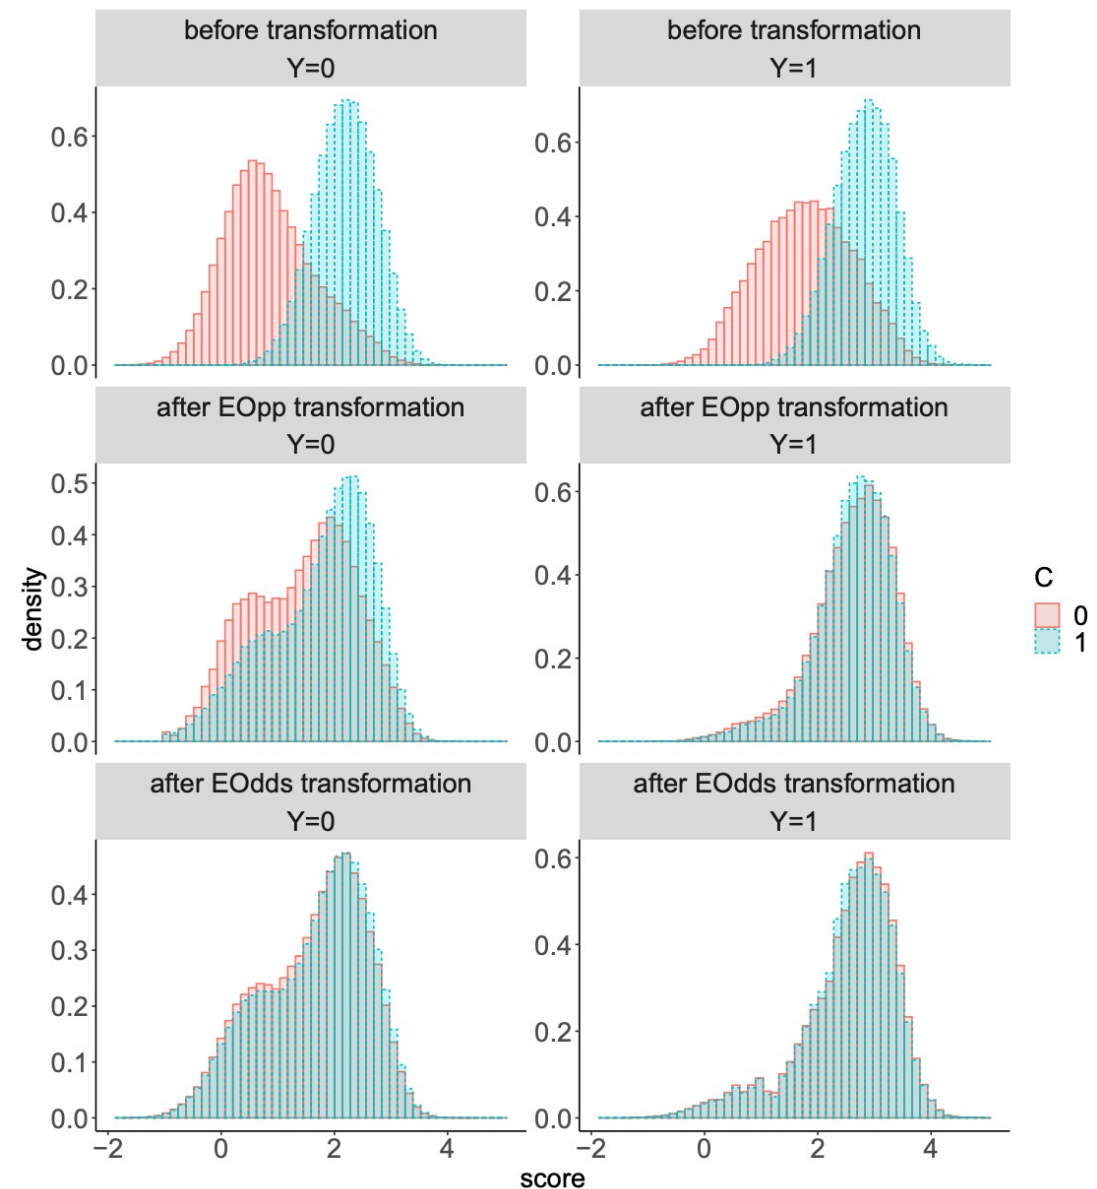 before transformation
Y=0
before transformation
Y=1
0.6
0.4
0.2
0.0
0.6
0.4
0.2
0.0
after EOpp transformation
Y=0
after EOpp transformation
Y=1
0.5
0.4
0.3
0.2
0.1
0.0
0.6
0.4
0.2
0.0
density
C
0
1
after EOdds transformation
Y=0
after EOdds transformation
Y=1
0.4
0.3
0.2
0.1
0.0
0.6
0.4
0.2
0.0
−2 0 2 4
−2 0 2 4
score